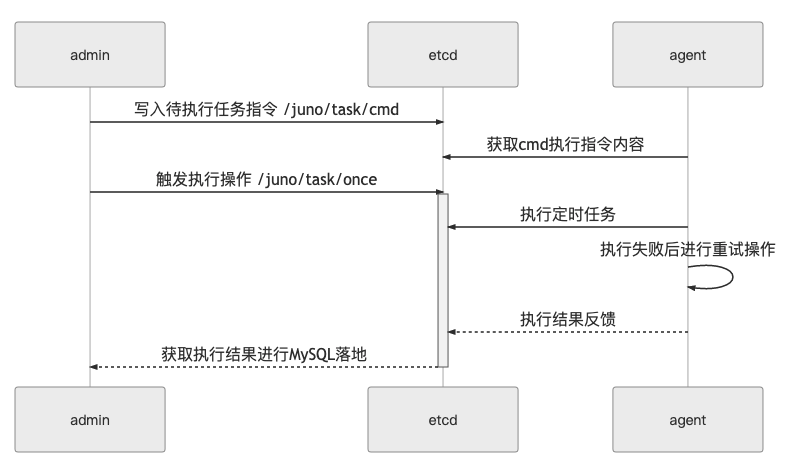 admin
etcd
agent
写入待执行任务指令 /juno/task/cmd
获取cmd执行指令内容
触发执行操作 /juno/task/once
执行定时任务
执行失败后进行重试操作
执行结果反馈
获取执行结果进行MySQL落地
admin
etcd
agent